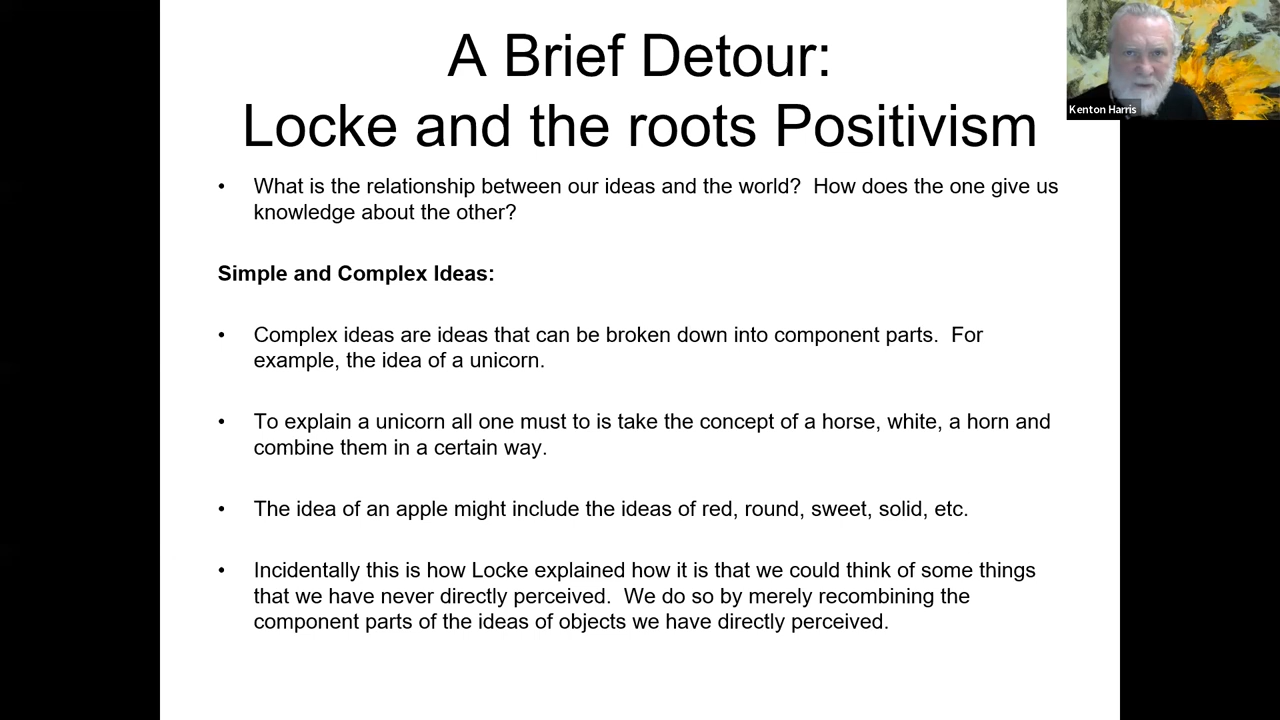 A Brief Detour:
Locke and the roots Positivism
Kenton Harris
• What is the relationship between our ideas and the world?  How does the one give us
knowledge about the other?
Simple and Complex Ideas:
• Complex ideas are ideas that can be broken down into component parts.  For
example, the idea of a unicorn.
• To explain a unicorn all one must to is take the concept of a horse, white, a horn and
combine them in a certain way.
• The idea of an apple might include the ideas of red, round, sweet, solid, etc.
• Incidentally this is how Locke explained how it is that we could think of some things
that we have never directly perceived.  We do so by merely recombining the
component parts of the ideas of objects we have directly perceived.